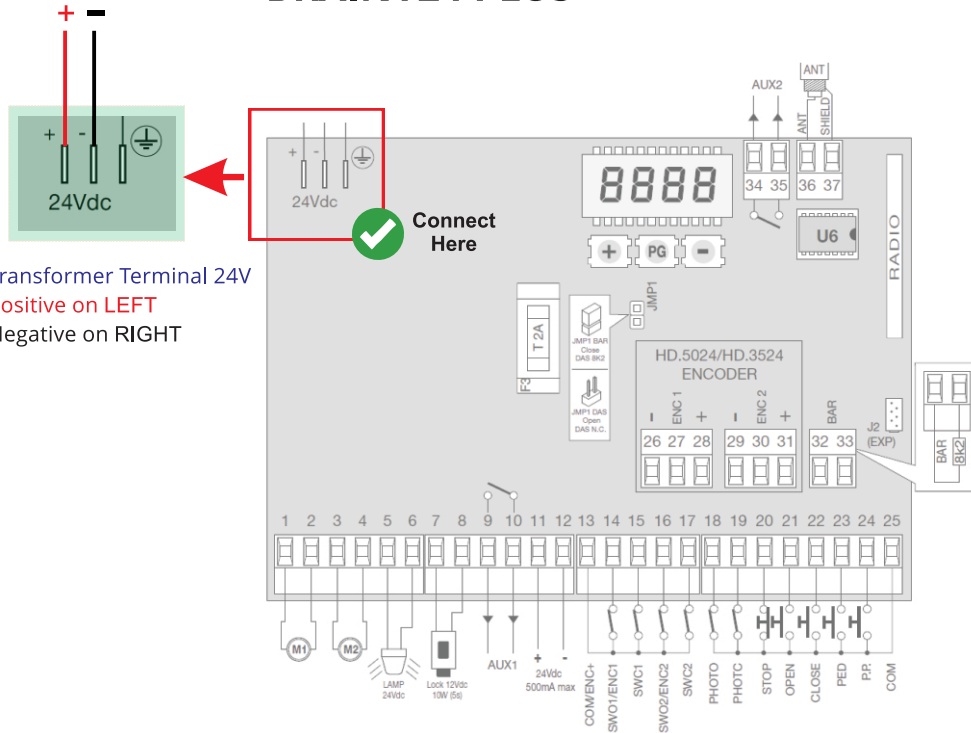 + -
+ -
24Vdc
+ -
24Vdc
Connect
Here
ransformer Terminal 24V
ositive on LEFT
Negative on RIGHT
ANT
AUX2
ANT
SHIELD
34 35 36 37
8888
+ PG -
U6
RADIO
T 2A
F3
JMP1
JMP1 BAR
Close
DAS 8K2
JMP1 DAS
Open
DAS N.C.
HD.5024/HD.3524
ENCODER
- ENC 1 + - ENC 2 + BAR
26 27 28 29 30 31 32 33
J2
(EXP)
BAR
8k2
1 2 3 4 5 6 7 8 9 10 11 12 13 14 15 16 17 18 19 20 21 22 23 24 25
M1
M2
LAMP
24Vdc
Lock 12Vdc
10W (5s)
AUX1
+ -
24Vdc
500mA max
COM/ENC+
SWO1/ENC1
SWC1
SWO2/ENC2
SWC2
PHOTO
PHOTC
STOP
OPEN
CLOSE
PED
P.P.
COM